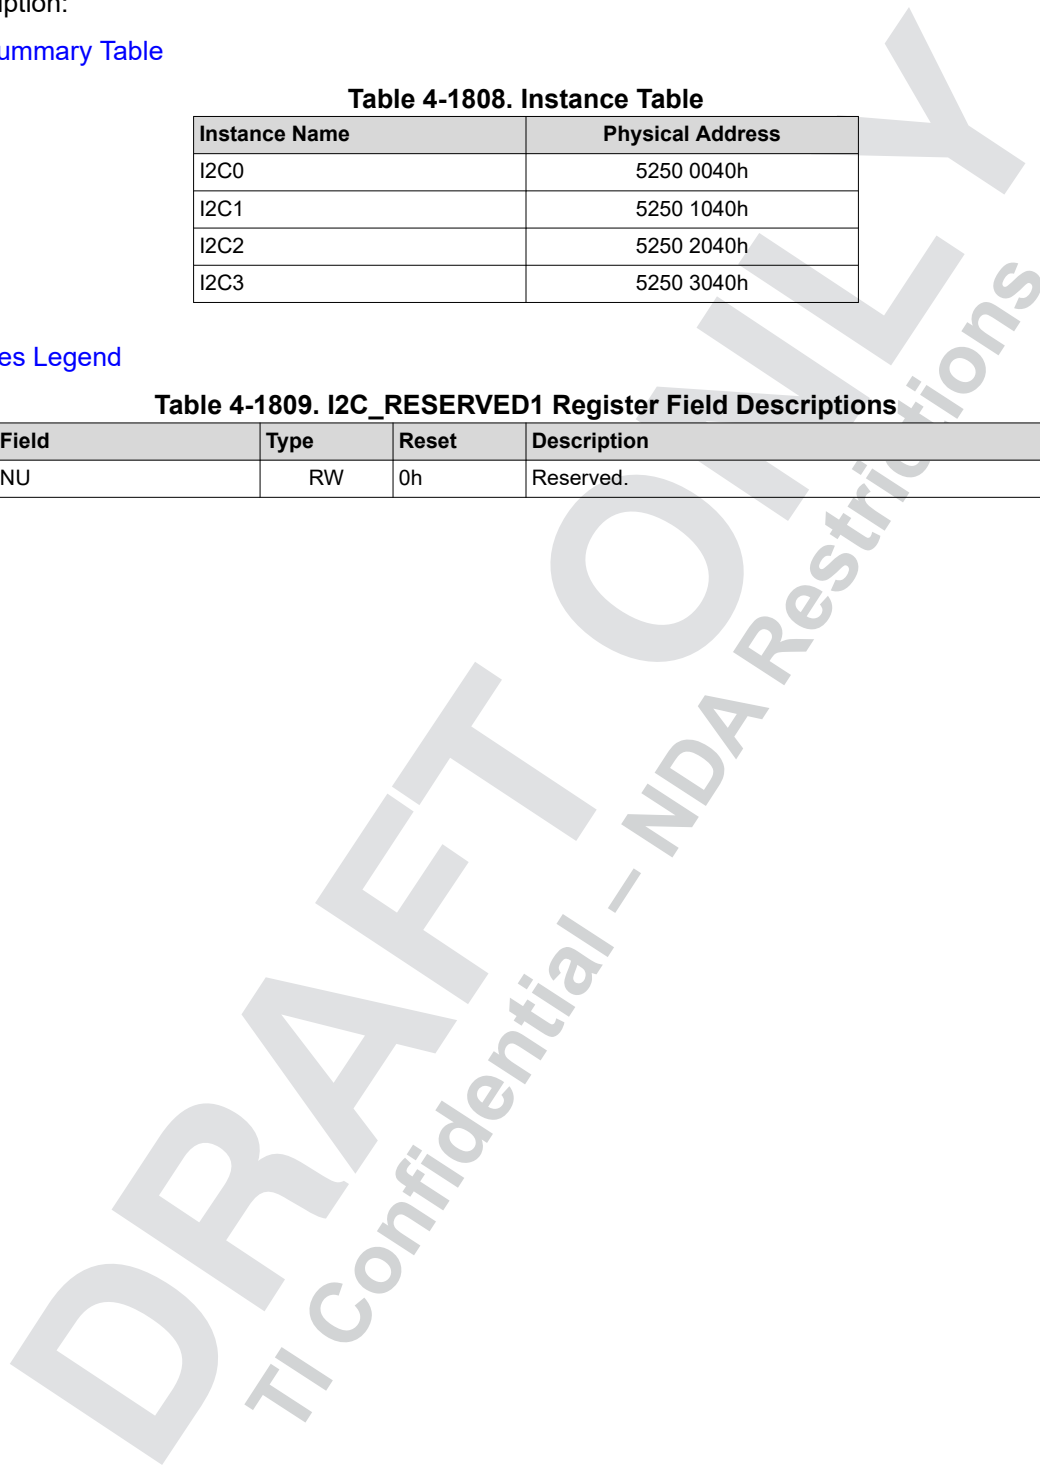 iption:
ummary Table
Table 4-1808. Instance Table
Instance Name Physical Address
I2C0 5250 0040h
I2C1 5250 1040h
I2C2 5250 2040h
I2C3 5250 3040h
es Legend
Table 4-1809. I2C_RESERVED1 Register Field Descriptions
Field Type Reset Description
NU RW 0h Reserved.
DRAFT ONLY
TI Confidential – NDA Restrictions